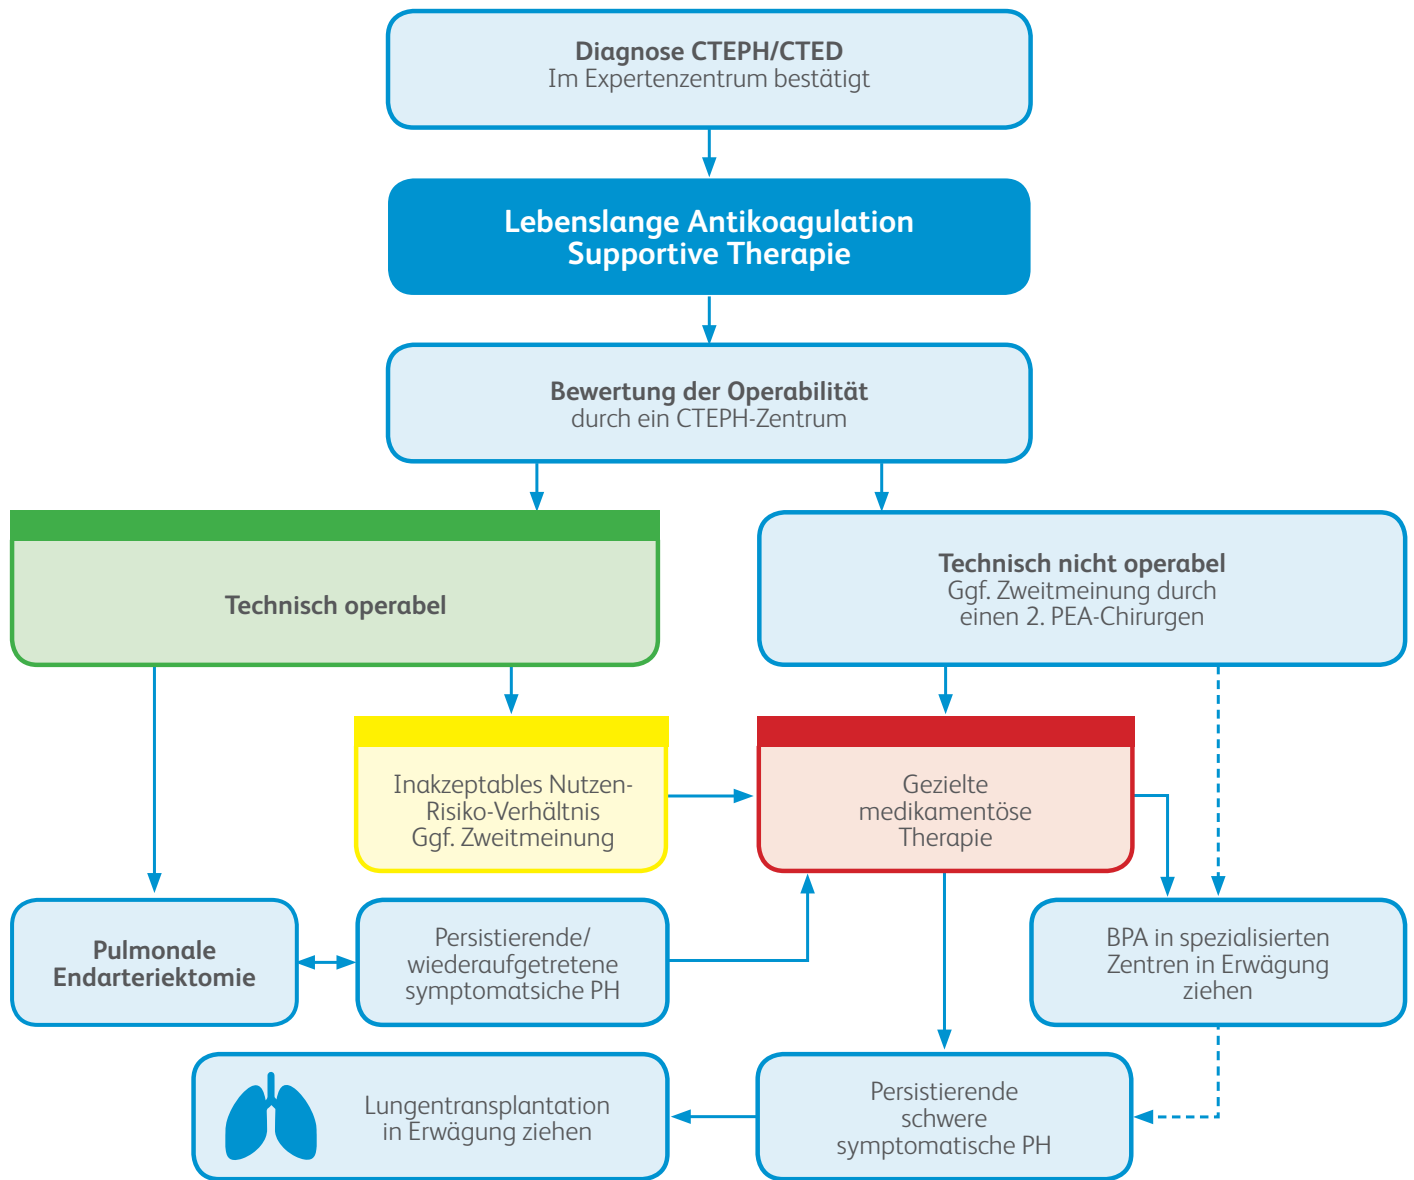 Diagnose CTEPH/CTED
Im Expertenzentrum bestätigt
Lebenslange Antikoagulation
Supportive Therapie
Bewertung der Operabilität
durch ein CTEPH-Zentrum
Technisch operabel
Technisch nicht operabel
Ggf. Zweitmeinung durch
einen 2. PEA-Chirurgen
Inakzeptables Nutzen-
Risiko-Verhältnis
Ggf. Zweitmeinung
Gezielte
medikamentöse
Therapie
Pulmonale
Endarteriektomie
Persistierende/
wiederaufgetretene
symptomatsiche PH
BPA in spezialisierten
Zentren in Erwägung
ziehen
Lungentransplantation
in Erwägung ziehen
Persistierende
schwere
symptomatische PH